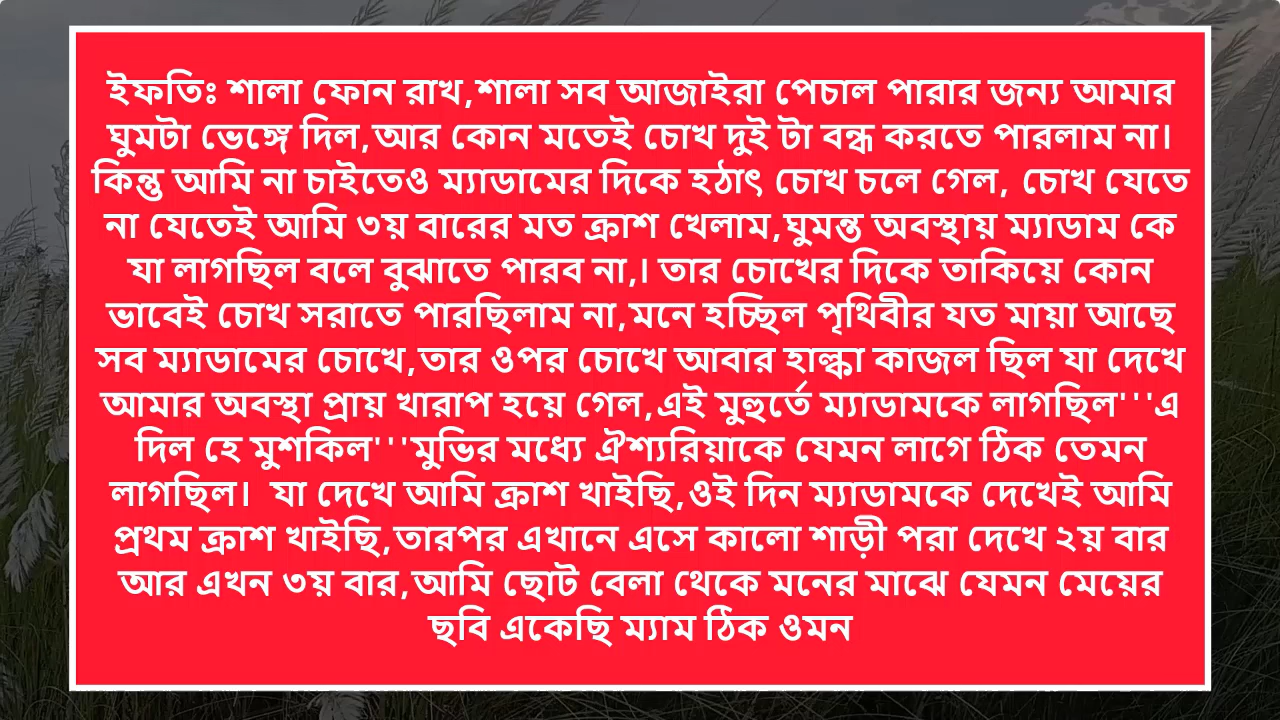 ইফতিঃ শালা ফোন রাখ,শালা সব আজাইরা পেচাল পারার জন্য আমার
ঘুমটা ভেঙ্গে দিল,আর কোন মতেই চোখ দুই টা বন্ধ করতে পারলাম না।
কিন্তু আমি না চাইতেও ম্যাডামের দিকে হঠাৎ চোখ চলে গেল, চোখ যেতে
না যেতেই আমি ৩য় বারের মত ক্রাশ খেলাম,ঘুমন্ত অবস্থায় ম্যাডাম কে
যা লাগছিল বলে বুঝাতে পারব না,। তার চোখের দিকে তাকিয়ে কোন
ভাবেই চোখ সরাতে পারছিলাম না,মনে হচ্ছিল পৃথিবীর যত মায়া আছে
সব ম্যাডামের চোখে,তার ওপর চোখে আবার হাল্কা কাজল ছিল যা দেখে
আমার অবস্থা প্রায় খারাপ হয়ে গেল,এই মুহুর্তে ম্যাডামকে লাগছিল'''এ
দিল হে মুশকিল'''মুভির মধ্যে ঐশ্যরিয়াকে যেমন লাগে ঠিক তেমন
লাগছিল।  যা দেখে আমি ক্রাশ খাইছি,ওই দিন ম্যাডামকে দেখেই আমি
প্রথম ক্রাশ খাইছি,তারপর এখানে এসে কালো শাড়ী পরা দেখে ২য় বার
আর এখন ৩য় বার,আমি ছোট বেলা থেকে মনের মাঝে যেমন মেয়ের
ছবি একেছি ম্যাম ঠিক ওমন